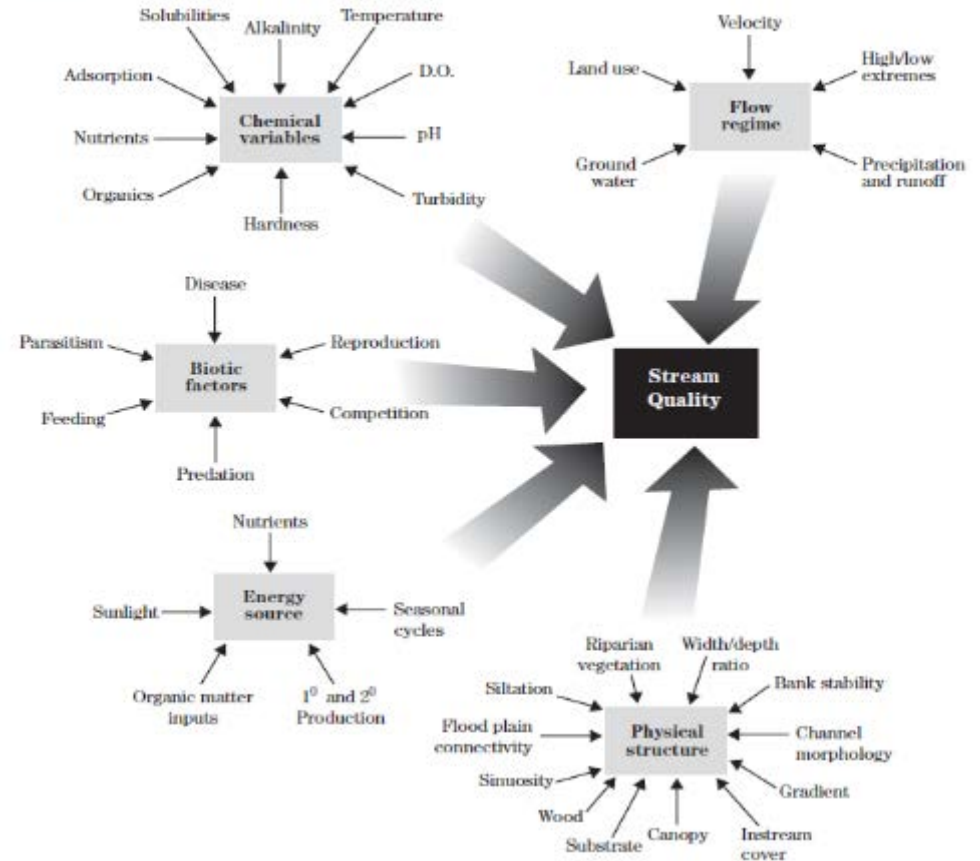 Solubilities
Alkalinity
Temperature
Adsorption
D.O.
Nutrients
pH
Organics
Turbidity
Hardness
Chemical
variables
Velocity
Land use
High/low
extremes
Ground
water
Precipitation
and runoff
Flow
regime
Disease
Parasitism
Reproduction
Feeding
Competition
Predation
Biotic
factors
Stream
Quality
Nutrients
Sunlight
Seasonal
cycles
Organic matter
inputs
1⁰ and 2⁰
Production
Energy
source
Riparian
vegetation
Width/depth
ratio
Siltation
Bank stability
Flood plain
connectivity
Channel
morphology
Sinuosity
Gradient
Wood
Substrate
Canopy
Instream
cover
Physical
structure